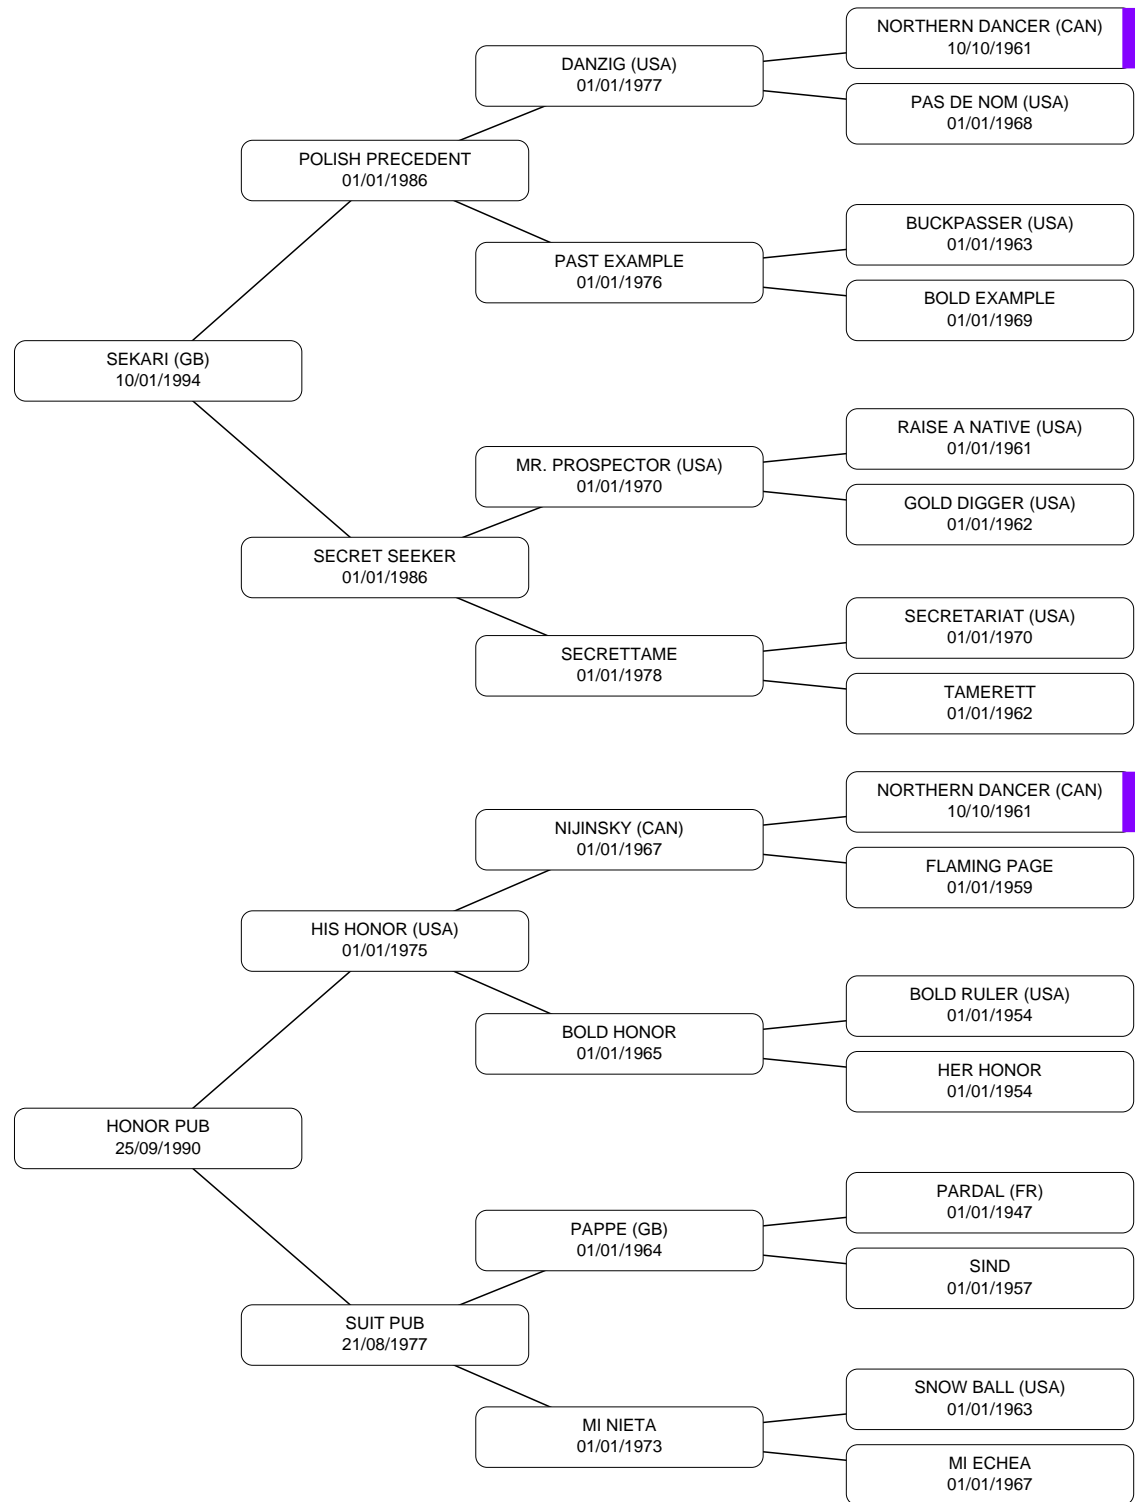 NORTHERN DANCER (CAN)
10/10/1961
DANZIG (USA)
01/01/1977
PAS DE NOM (USA)
01/01/1968
POLISH PRECEDENT
01/01/1986
BUCKPASSER (USA)
01/01/1963
PAST EXAMPLE
01/01/1976
BOLD EXAMPLE
01/01/1969
SEKARI (GB)
10/01/1994
RAISE A NATIVE (USA)
01/01/1961
MR. PROSPECTOR (USA)
01/01/1970
GOLD DIGGER (USA)
01/01/1962
SECRET SEEKER
01/01/1986
SECRETARIAT (USA)
01/01/1970
SECRETTAME
01/01/1978
TAMERETT
01/01/1962
NORTHERN DANCER (CAN)
10/10/1961
NIJINSKY (CAN)
01/01/1967
FLAMING PAGE
01/01/1959
HIS HONOR (USA)
01/01/1975
BOLD RULER (USA)
01/01/1954
BOLD HONOR
01/01/1965
HER HONOR
01/01/1954
HONOR PUB
25/09/1990
PARDAL (FR)
01/01/1947
PAPPE (GB)
01/01/1964
SIND
01/01/1957
SUIT PUB
21/08/1977
SNOW BALL (USA)
01/01/1963
MI NIETA
01/01/1973
MI ECHEA
01/01/1967